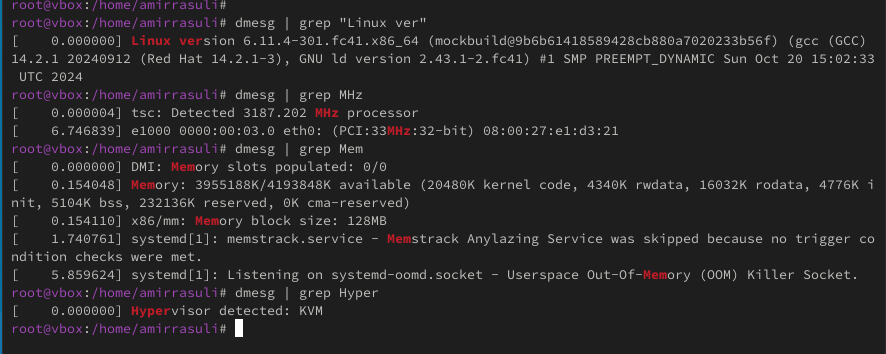 root@vbox:/home/amirrasuli#
root@vbox:/home/amirrasuli# dmesg | grep "Linux ver"
[    0.000000] Linux version 6.11.4-301.fc41.x86_64 (mockbuild@9b6b61418589428cb880a7020233b56f) (gcc (GCC)
14.2.1 20240912 (Red Hat 14.2.1-3), GNU ld version 2.43.1-2.fc41) #1 SMP PREEMPT_DYNAMIC Sun Oct 20 15:02:33
 UTC 2024
root@vbox:/home/amirrasuli# dmesg | grep MHz
[    0.000004] tsc: Detected 3187.202 MHz processor
[    6.746839] e1000 0000:00:03.0 eth0: (PCI:33MHz:32-bit) 08:00:27:e1:d3:21
root@vbox:/home/amirrasuli# dmesg | grep Mem
[    0.000000] DMI: Memory slots populated: 0/0
[    0.154048] Memory: 3955188K/4193848K available (20480K kernel code, 4340K rwdata, 16032K rodata, 4776K i
nit, 5104K bss, 232136K reserved, 0K cma-reserved)
[    0.154110] x86/mm: Memory block size: 128MB
[    1.740761] systemd[1]: memstrack.service - Memstrack Anylazing Service was skipped because no trigger co
ndition checks were met.
[    5.859624] systemd[1]: Listening on systemd-oomd.socket - Userspace Out-Of-Memory (OOM) Killer Socket.
root@vbox:/home/amirrasuli# dmesg | grep Hyper
[    0.000000] Hypervisor detected: KVM
root@vbox:/home/amirrasuli#